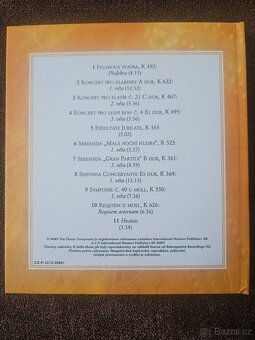 1 Figarova svatba, K 492:
Předehra (4.15)
2 Koncert pro klarinet A dur, K 622:
1. věta (12.32)
3 Koncert pro klavír č. 21 C dur, K 467:
2. věta (5.56)
4 Koncert pro lesní roh č. 4 Es dur, K 495:
3. věta (3.56)
5 Exsultate Jubilate, K 165
(5.02)
6 Serenáda „Malá noční hudba“, K 525:
1. věta (5.57)
7 Serenáda „Gran Partita“ B dur, K 361:
3. věta (4.59)
8 Sinfonia Concertante Es dur, K 364:
1. věta (13.13)
9 Symfonie č. 40 g moll, K 550:
1. věta (7.36)
10 Requiem d moll, K 626:
Requiem aeternam (6.56)
11 Hostias
(3.34)
Bazoš.cz